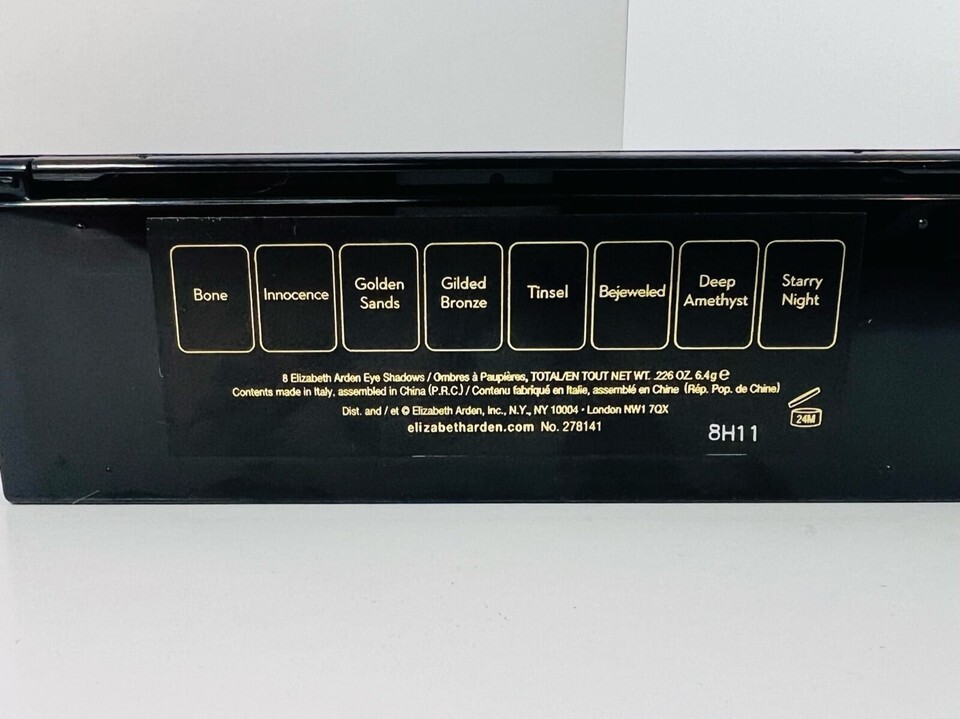 Bone
Innocence
Golden
Sands
Gilded
Bronze
Tinsel
Bejeweled
Deep
Amethyst
Starry
Night
8 Elizabeth Arden Eye Shadows / Ombres à Paupières, TOTAL/EN TOUT NET WT. .226 OZ. 6.4g e
Contents made in Italy, assembled in China (P.R.C.) / Contenu fabriqué en Italie, assemblé en Chine (Rép. Pop. de Chine)
Dist. and / et © Elizabeth Arden, Inc., N.Y., NY 10004 • London NW1 7QX
elizabetharden.com No. 278141
8H11
24M